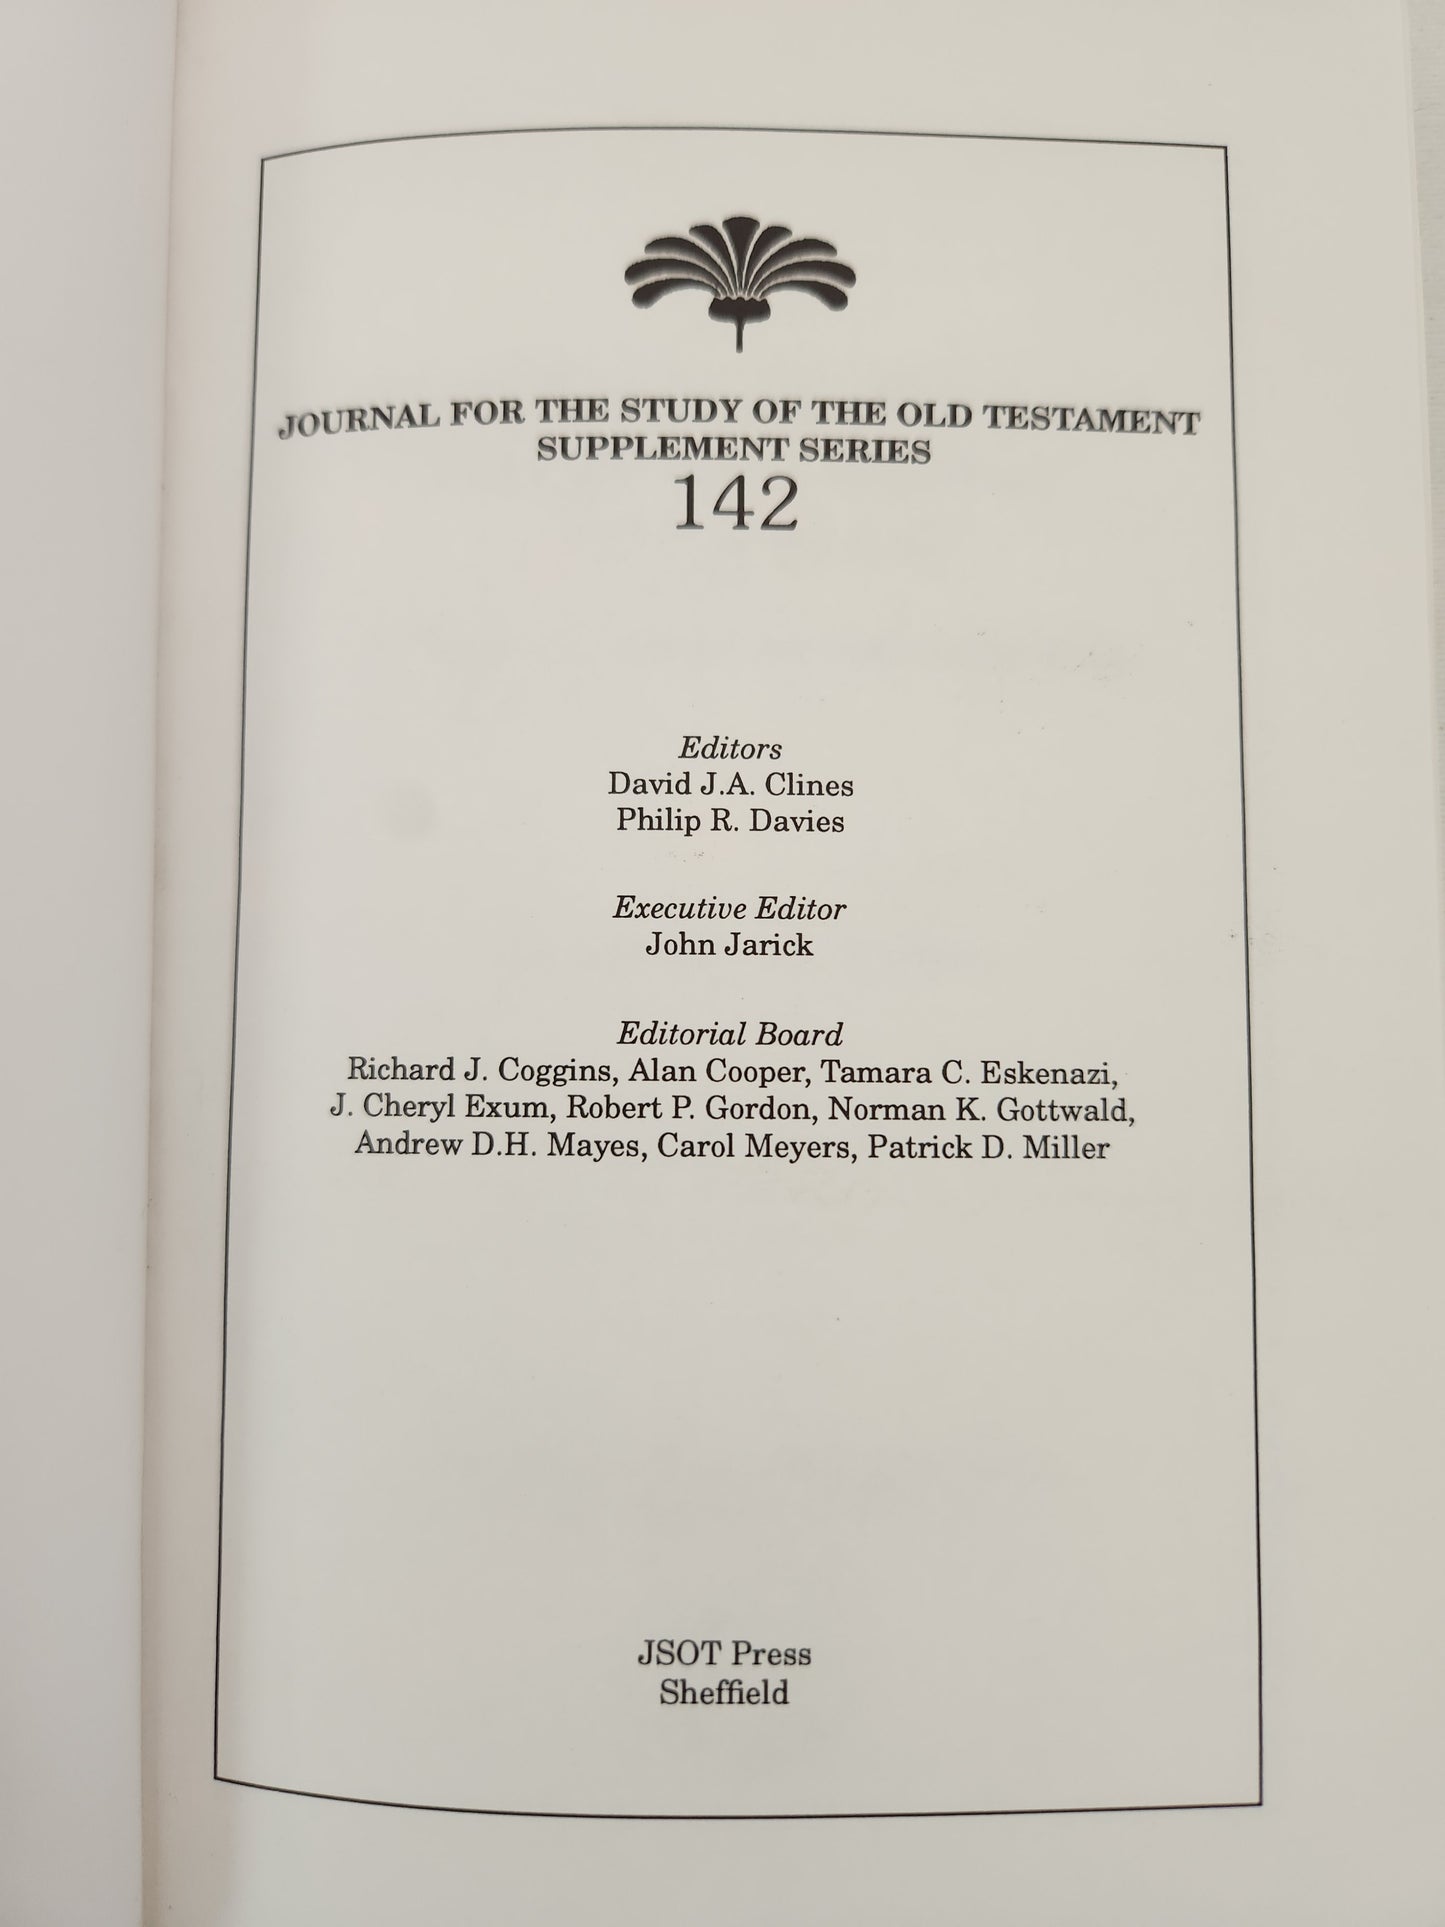 JOURNAL FOR THE STUDY OF THE OLD TESTAMENT
SUPPLEMENT SERIES
142
Editors
David J.A. Clines
Philip R. Davies
Executive Editor
John Jarick
Editorial Board
Richard J. Coggins, Alan Cooper, Tamara C. Eskenazi,
J. Cheryl Exum, Robert P. Gordon, Norman K. Gottwald,
Andrew D.H. Mayes, Carol Meyers, Patrick D. Miller
JSOT Press
Sheffield